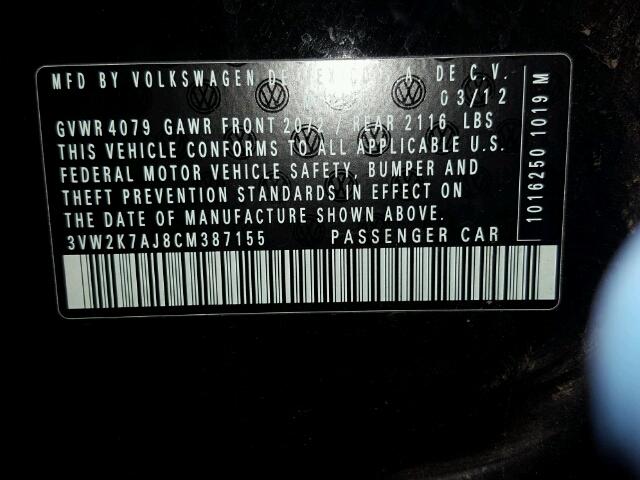 MFD BY VOLKSWAGEN DE MEXICO S.A. DE C.V.
03/12
GVWR 4079 GAWR FRONT 2072 / REAR 2116 LBS
THIS VEHICLE CONFORMS TO ALL APPLICABLE U.S.
FEDERAL MOTOR VEHICLE SAFETY, BUMPER AND
THEFT PREVENTION STANDARDS IN EFFECT ON
THE DATE OF MANUFACTURE SHOWN ABOVE.
3VW2K7AJ8CM387155 PASSENGER CAR
1016250 1019 M